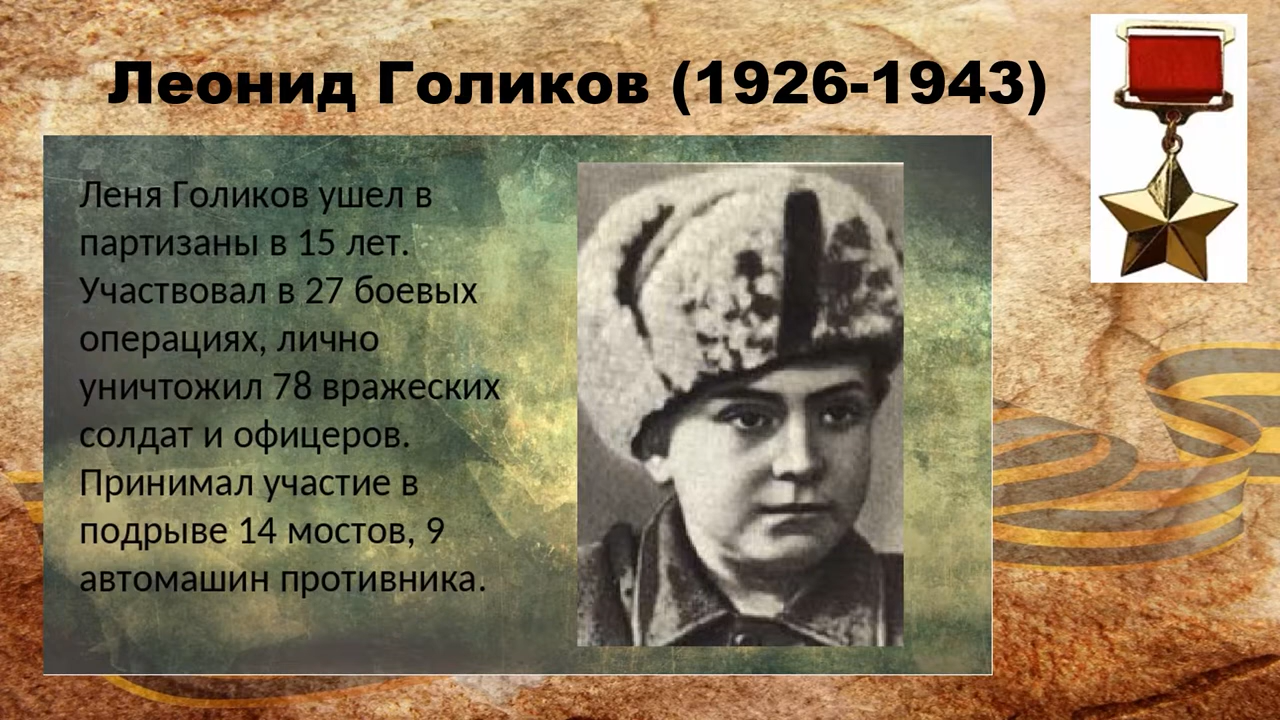 Леонид Голиков (1926-1943)
Леня Голиков ушел в
партизаны в 15 лет.
Участвовал в 27 боевых
операциях, лично
уничтожил 78 вражеских
солдат и офицеров.
Принимал участие в
подрыве 14 мостов, 9
автомашин противника.